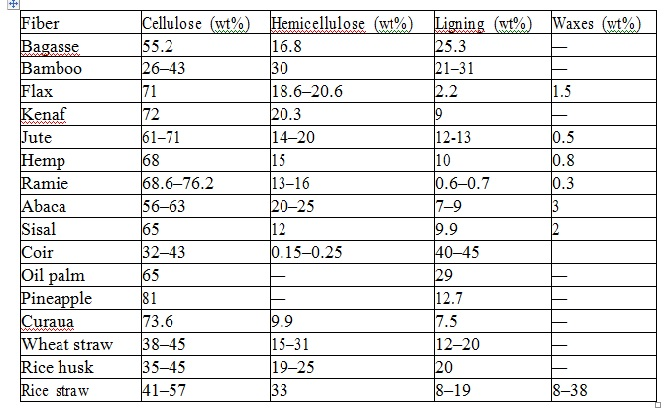 Fiber Cellulose (wt%) Hemicellulose (wt%) Ligning (wt%) Waxes (wt%)
Bagasse 55.2 16.8 25.3 —
Bamboo 26–43 30 21–31 —
Flax 71 18.6–20.6 2.2 1.5
Kenaf 72 20.3 9 —
Jute 61–71 14–20 12-13 0.5
Hemp 68 15 10 0.8
Ramie 68.6–76.2 13–16 0.6–0.7 0.3
Abaca 56–63 20–25 7–9 3
Sisal 65 12 9.9 2
Coir 32–43 0.15–0.25 40–45
Oil palm 65 — 29 —
Pineapple 81 — 12.7 —
Curaua 73.6 9.9 7.5 —
Wheat straw 38–45 15–31 12–20 —
Rice husk 35–45 19–25 20 —
Rice straw 41–57 33 8–19 8–38